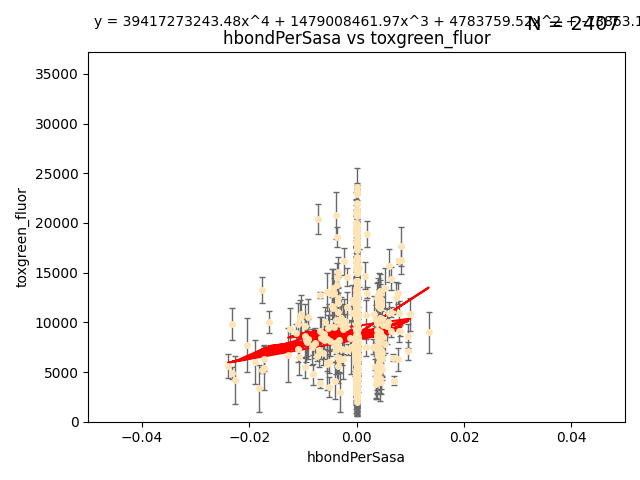 y = 39417273243.48x^4 + 1479008461.97x^3 + 4783759.52x^2 +
N = 2407
hbondPerSasa vs toxgreen_fluor
35000
30000
25000
20000
15000
10000
5000
0
toxgreen_fluor
−0.04 −0.02 0.00 0.02 0.04
hbondPerSasa